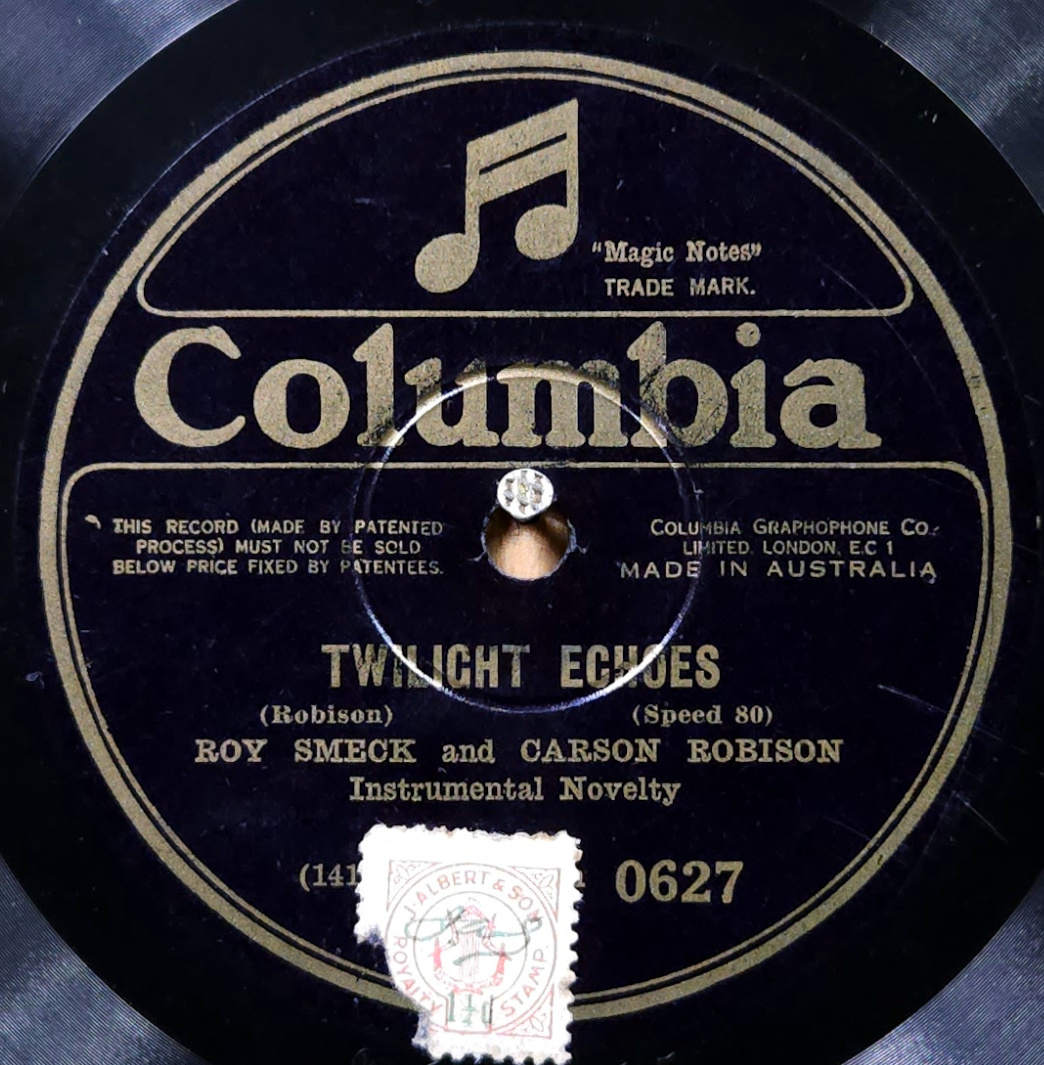 "Magic Notes"
TRADE MARK.
Columbia
THIS RECORD (MADE BY PATENTED
PROCESS) MUST NOT BE SOLD
BELOW PRICE FIXED BY PATENTEES.
COLUMBIA GRAPHOPHONE CO.
LIMITED. LONDON, E.C 1
MADE IN AUSTRALIA
TWILIGHT ECHOES
(Robison) (Speed 80)
ROY SMECK and CARSON ROBISON
Instrumental Novelty
(141
0627
J. ALBERT & SON
ROYALTY STAMP
1½d